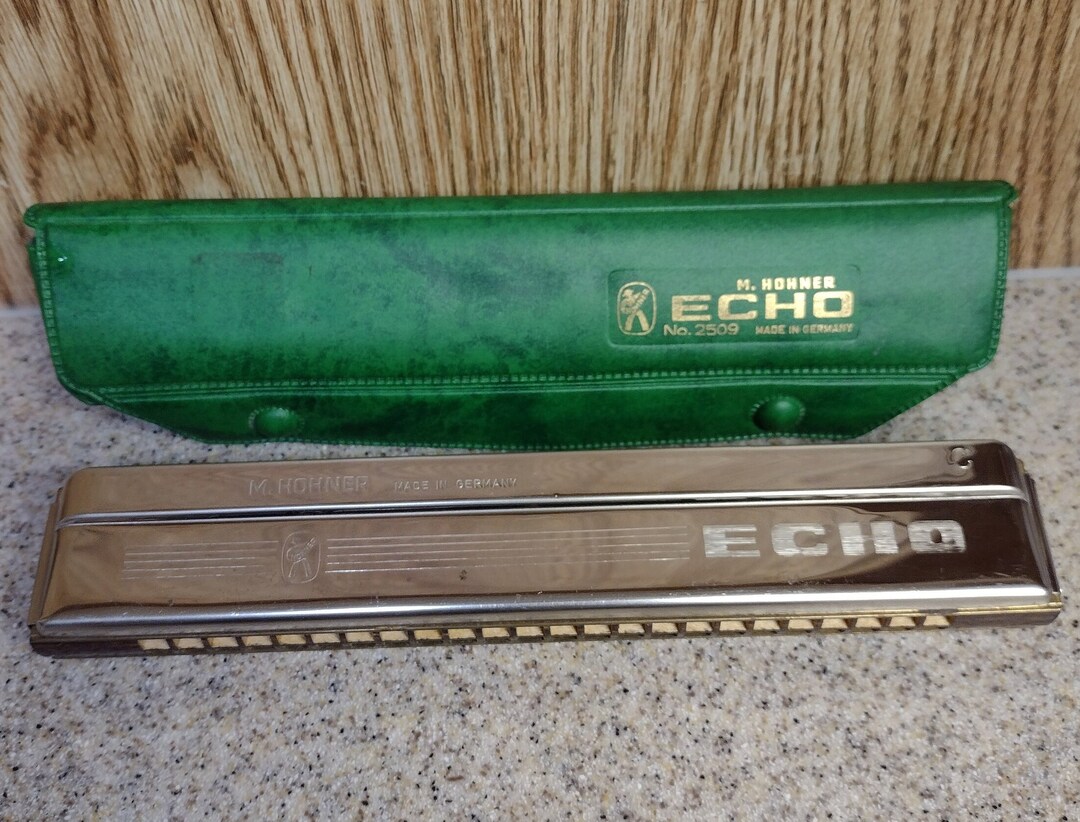 M. HOHNER
ECHO
No. 2509 MADE IN GERMANY
M. HOHNER MADE IN GERMANY C
ECHO